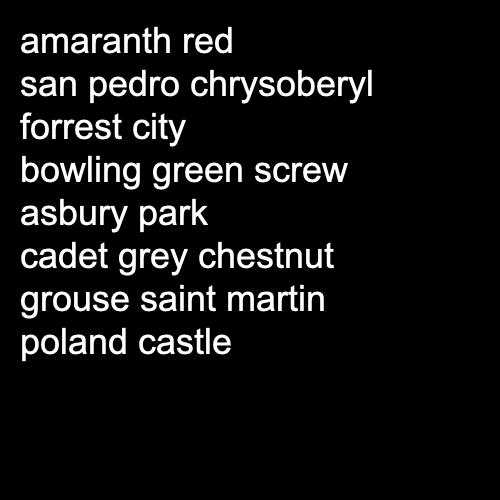 amaranth red
san pedro chrysoberyl
forrest city
bowling green screw
asbury park
cadet grey chestnut
grouse saint martin
poland castle